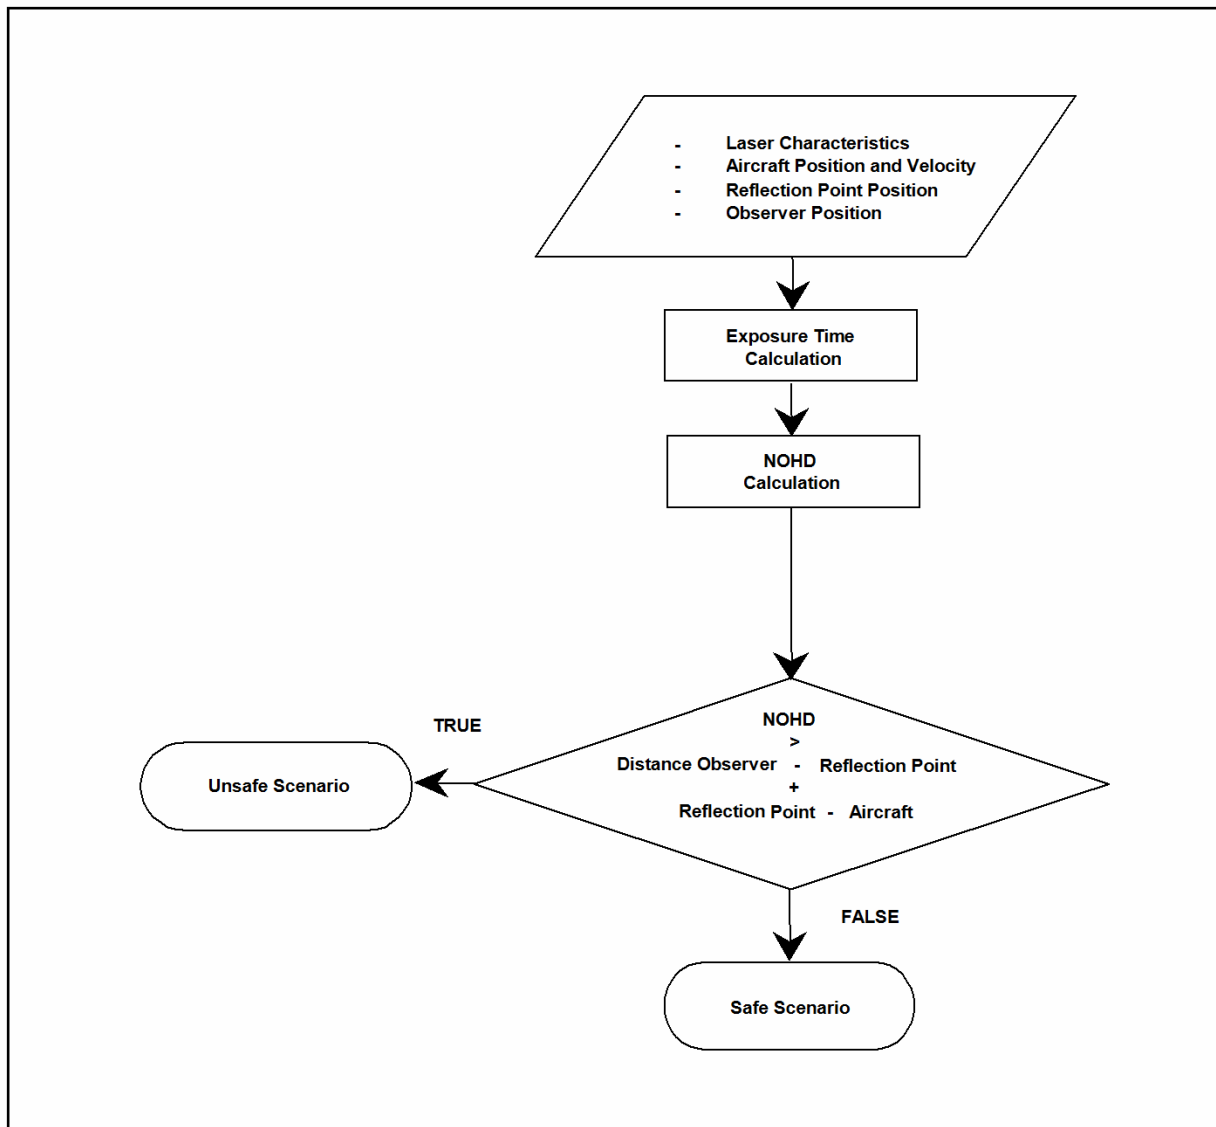 - Laser Characteristics
- Aircraft Position and Velocity
- Reflection Point Position
- Observer Position
Exposure Time
Calculation
NOHD
Calculation
TRUE
NOHD
>
Distance Observer - Reflection Point
+
Reflection Point - Aircraft
Unsafe Scenario
FALSE
Safe Scenario